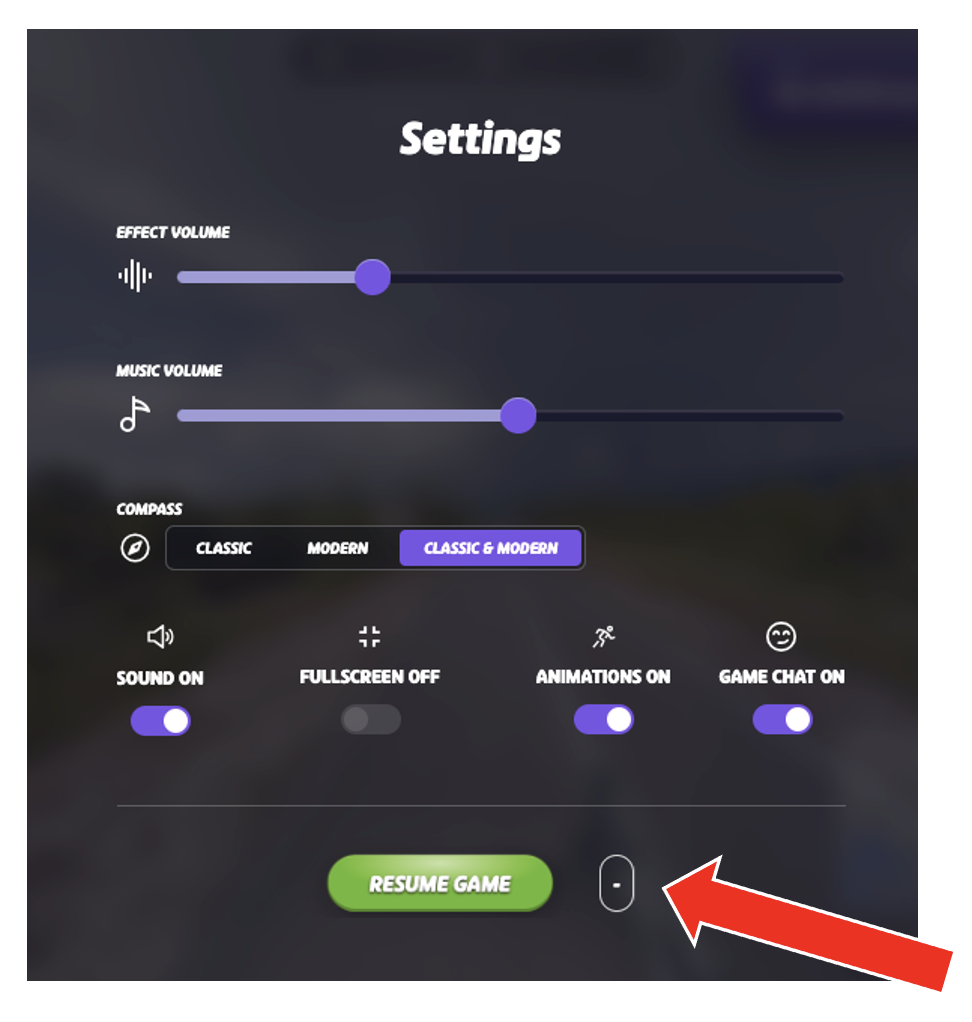 Settings
EFFECT VOLUME
MUSIC VOLUME
COMPASS
CLASSIC MODERN CLASSIC & MODERN
SOUND ON FULLSCREEN OFF ANIMATIONS ON GAME CHAT ON
RESUME GAME -